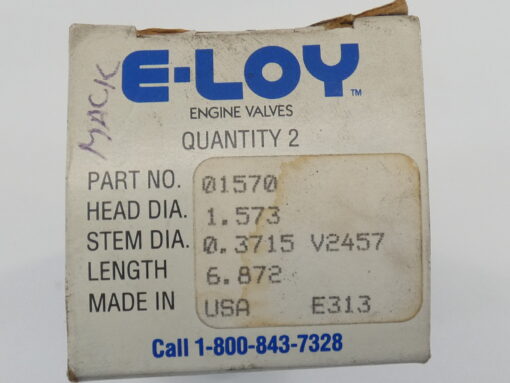 MACK
E-LOY™
ENGINE VALVES
QUANTITY 2
PART NO. 01570
HEAD DIA. 1.573
STEM DIA. 0.3715 V2457
LENGTH 6.872
MADE IN USA E313
Call 1-800-843-7328